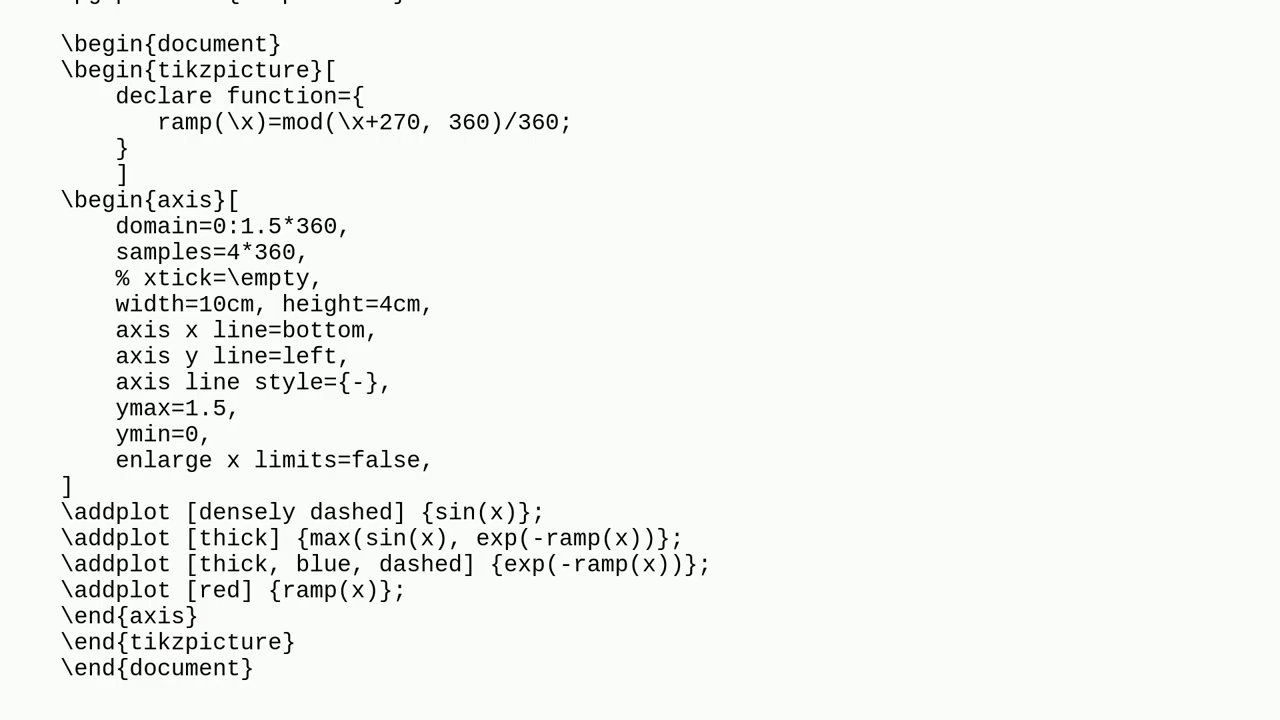 \begin{document}
\begin{tikzpicture}[
    declare function={
       ramp(\x)=mod(\x+270, 360)/360;
    }
    ]
\begin{axis}[
    domain=0:1.5*360,
    samples=4*360,
    % xtick=\empty,
    width=10cm, height=4cm,
    axis x line=bottom,
    axis y line=left,
    axis line style={-},
    ymax=1.5,
    ymin=0,
    enlarge x limits=false,
]
\addplot [densely dashed] {sin(x)};
\addplot [thick] {max(sin(x), exp(-ramp(x))};
\addplot [thick, blue, dashed] {exp(-ramp(x))};
\addplot [red] {ramp(x)};
\end{axis}
\end{tikzpicture}
\end{document}